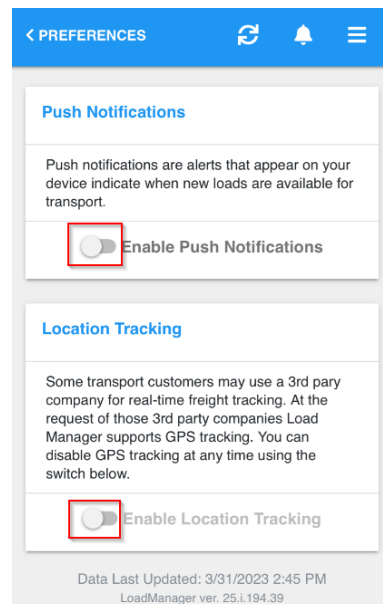 < PREFERENCES
Push Notifications
Push notifications are alerts that appear on your
device indicate when new loads are available for
transport.
Enable Push Notifications
Location Tracking
Some transport customers may use a 3rd pary
company for real-time freight tracking. At the
request of those 3rd party companies Load
Manager supports GPS tracking. You can
disable GPS tracking at any time using the
switch below.
Enable Location Tracking
Data Last Updated: 3/31/2023 2:45 PM
LoadManager ver. 25.i.194.39